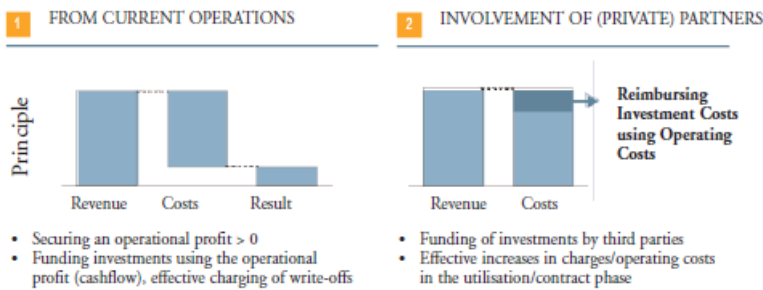 1 FROM CURRENT OPERATIONS
2 INVOLVEMENT OF (PRIVATE) PARTNERS
Principle
Revenue Costs Result
• Securing an operational profit > 0
• Funding investments using the operational
profit (cashflow), effective charging of write-offs
Reimbursing
Investment Costs
using Operating
Costs
Revenue Costs
• Funding of investments by third parties
• Effective increases in charges/operating costs
in the utilisation/contract phase